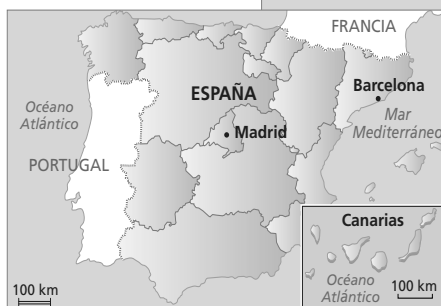 FRANCIA
ESPAÑA
Barcelona
Océano
Atlántico
Mar
Mediterráneo
Madrid
PORTUGAL
Canarias
Océano
Atlántico
100 km
100 km